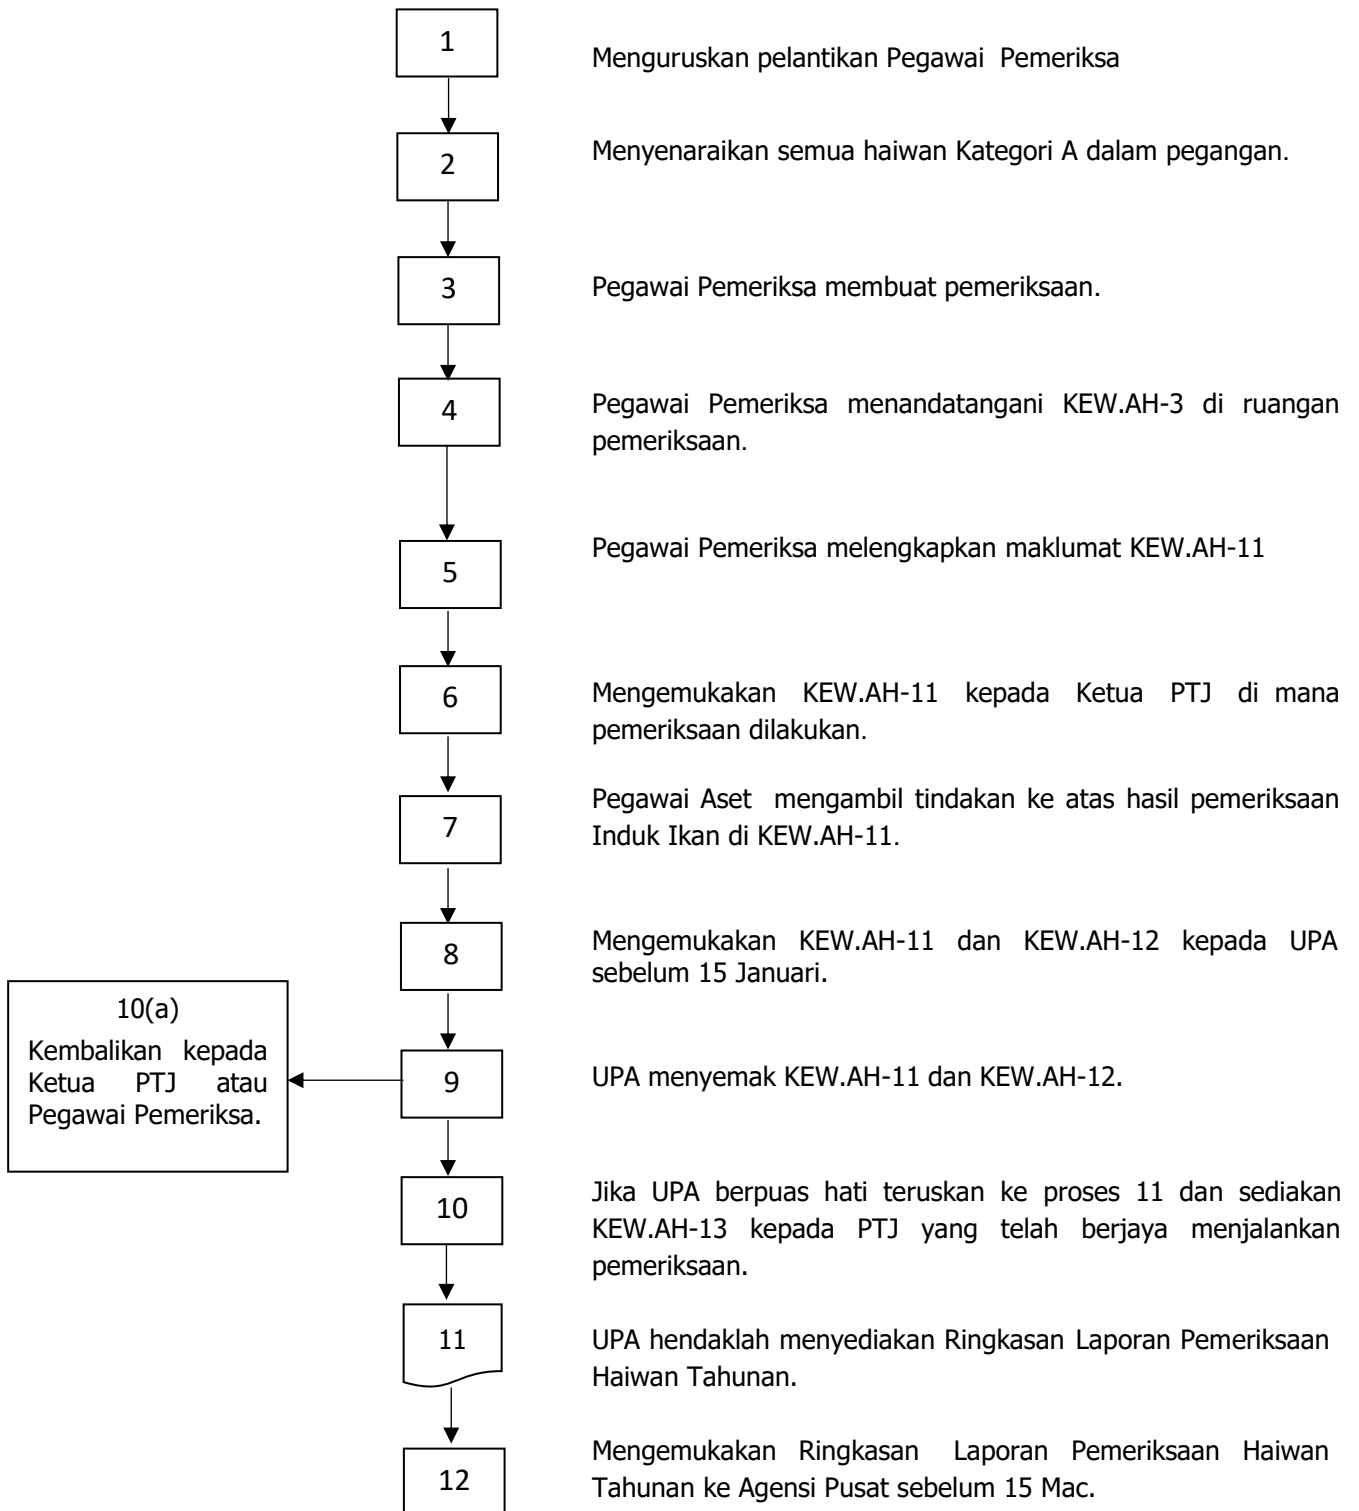 1
Menguruskan pelantikan Pegawai Pemeriksa
2
Menyenaraikan semua haiwan Kategori A dalam pegangan.
3
Pegawai Pemeriksa membuat pemeriksaan.
4
Pegawai Pemeriksa menandatangani KEW.AH-3 di ruangan
pemeriksaan.
5
Pegawai Pemeriksa melengkapkan maklumat KEW.AH-11
6
Mengemukakan KEW.AH-11 kepada Ketua PTJ di mana
pemeriksaan dilakukan.
7
Pegawai Aset mengambil tindakan ke atas hasil pemeriksaan
Induk Ikan di KEW.AH-11.
8
Mengemukakan KEW.AH-11 dan KEW.AH-12 kepada UPA
sebelum 15 Januari.
10(a)
Kembalikan kepada
Ketua PTJ atau
Pegawai Pemeriksa.
9
UPA menyemak KEW.AH-11 dan KEW.AH-12.
10
Jika UPA berpuas hati teruskan ke proses 11 dan sediakan
KEW.AH-13 kepada PTJ yang telah berjaya menjalankan
pemeriksaan.
11
UPA hendaklah menyediakan Ringkasan Laporan Pemeriksaan
Haiwan Tahunan.
12
Mengemukakan Ringkasan Laporan Pemeriksaan Haiwan
Tahunan ke Agensi Pusat sebelum 15 Mac.